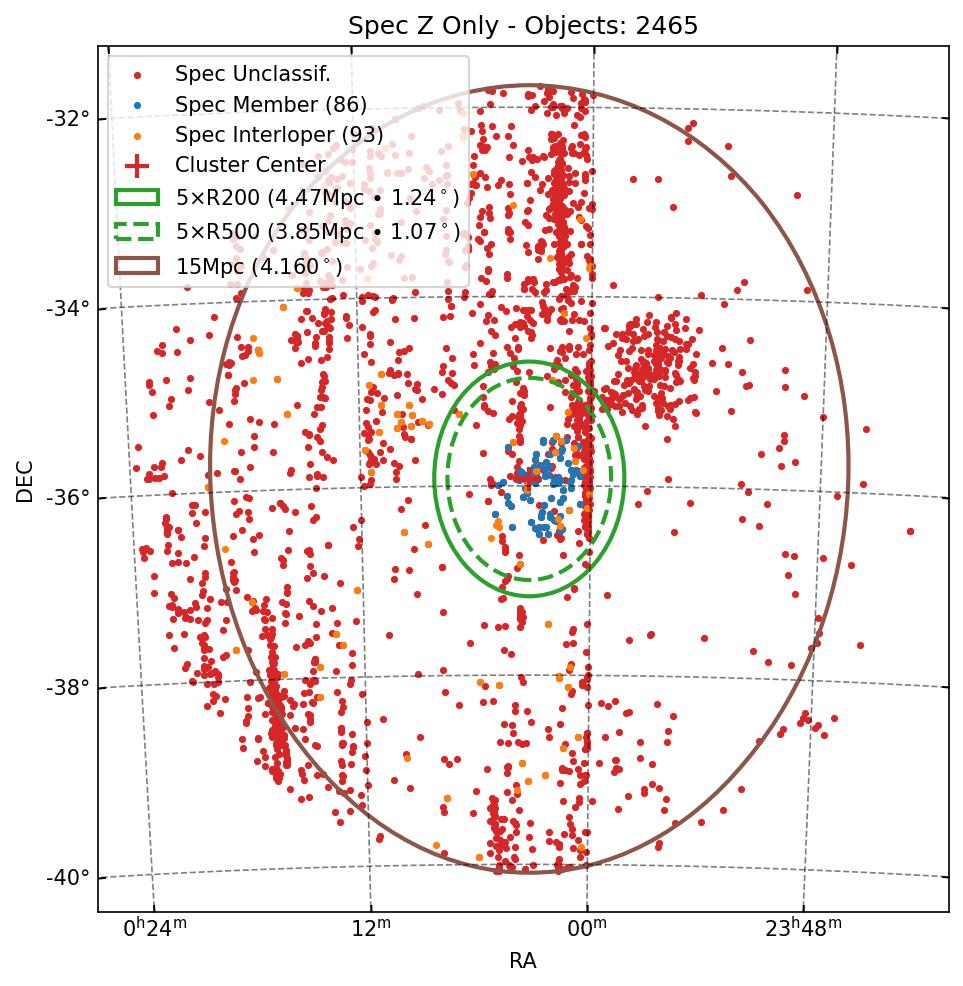 Spec Z Only - Objects: 2465
Spec Unclassif.
Spec Member (86)
Spec Interloper (93)
Cluster Center
5×R200 (4.47Mpc • 1.24°)
5×R500 (3.85Mpc • 1.07°)
15Mpc (4.160°)
-32°
-34°
-36°
-38°
-40°
DEC
0ʰ24ᵐ 12ᵐ 00ᵐ 23ʰ48ᵐ
RA